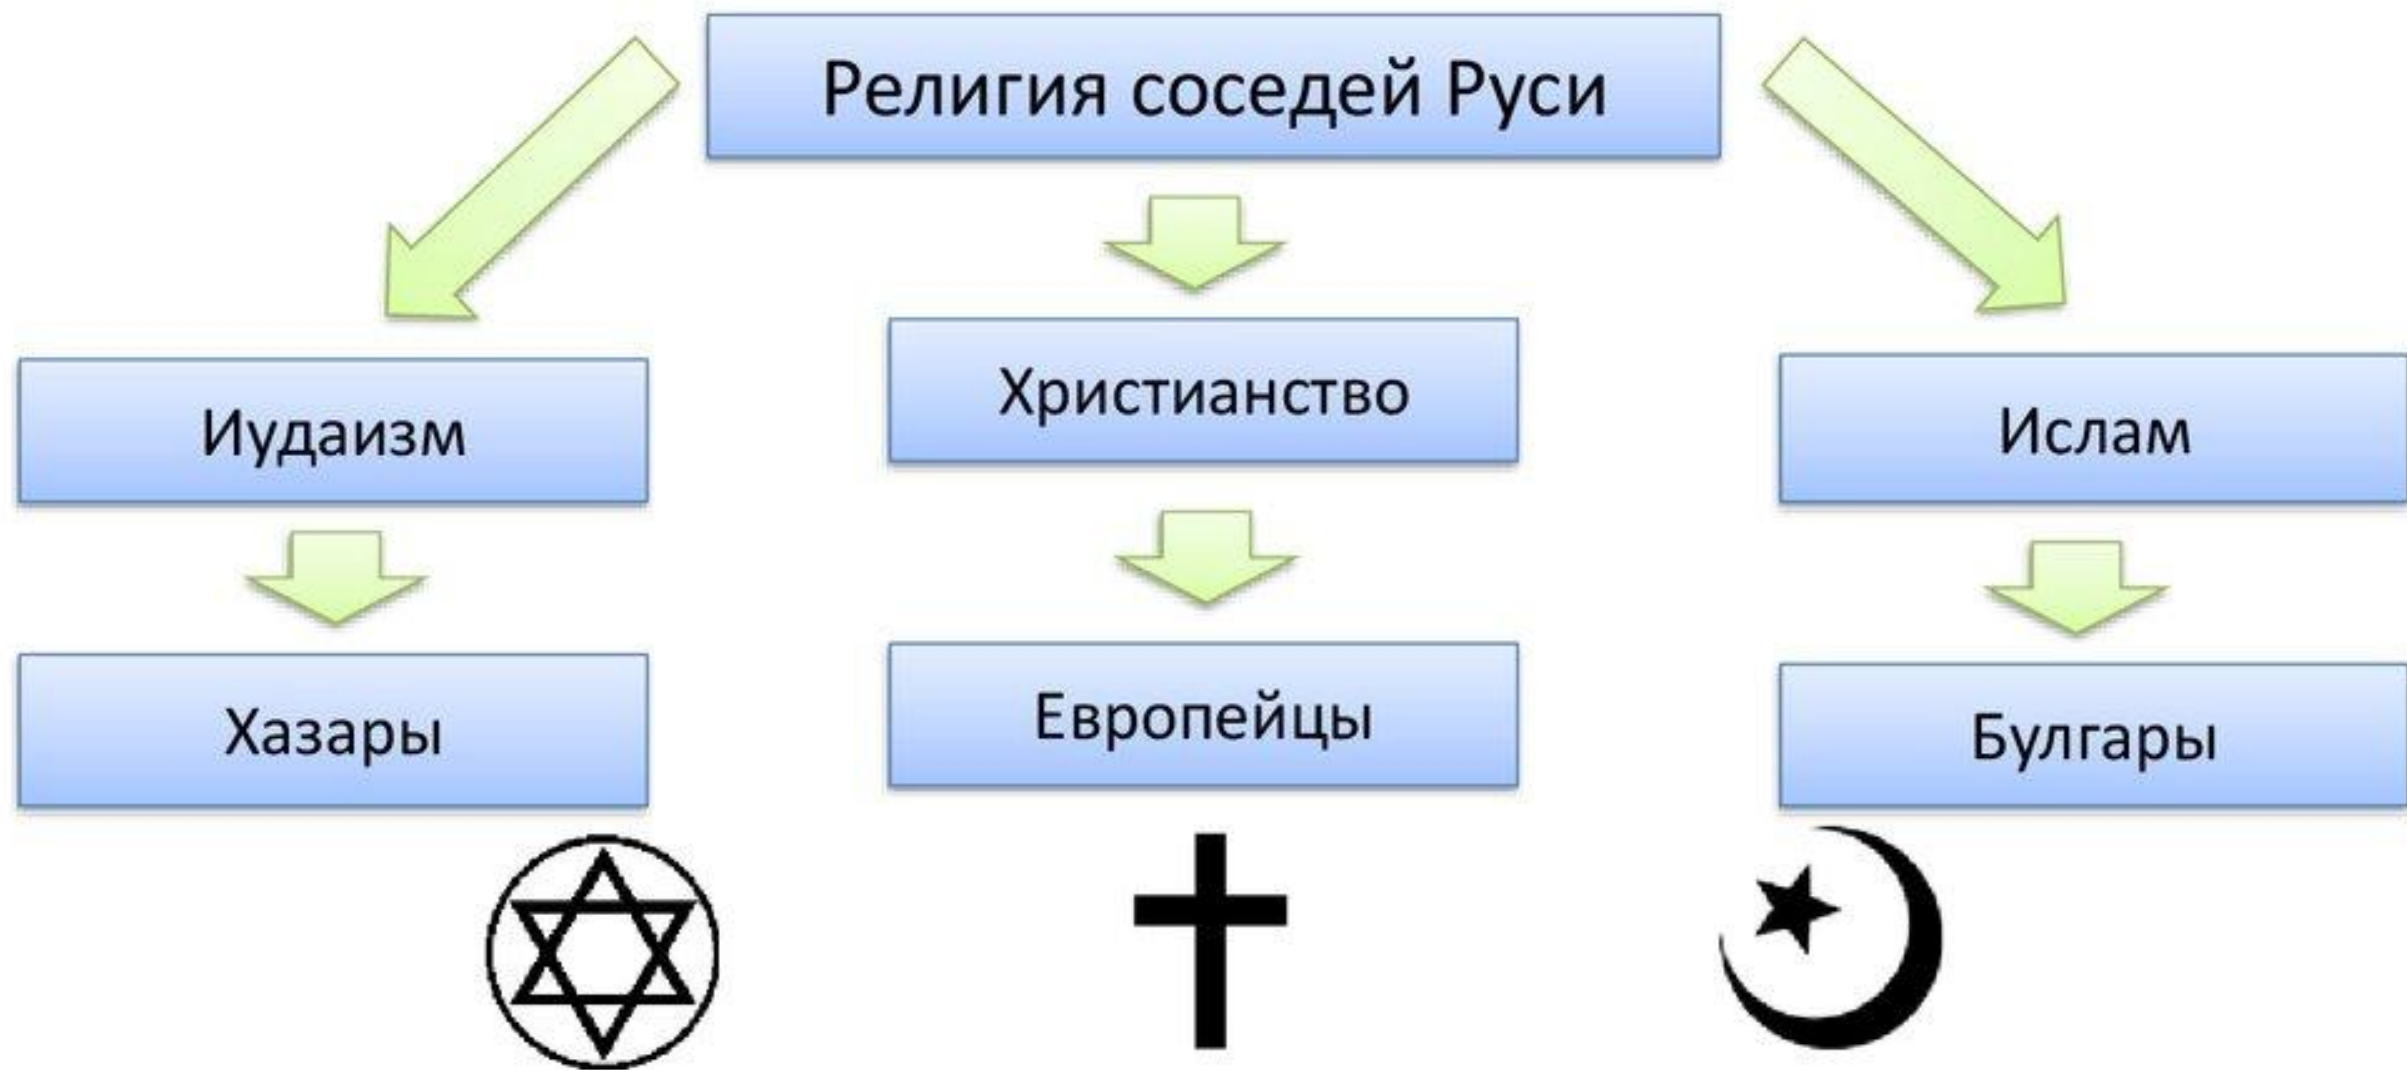 Религия соседей Руси
Иудаизм
Христианство
Ислам
Хазары
Европейцы
Булгары